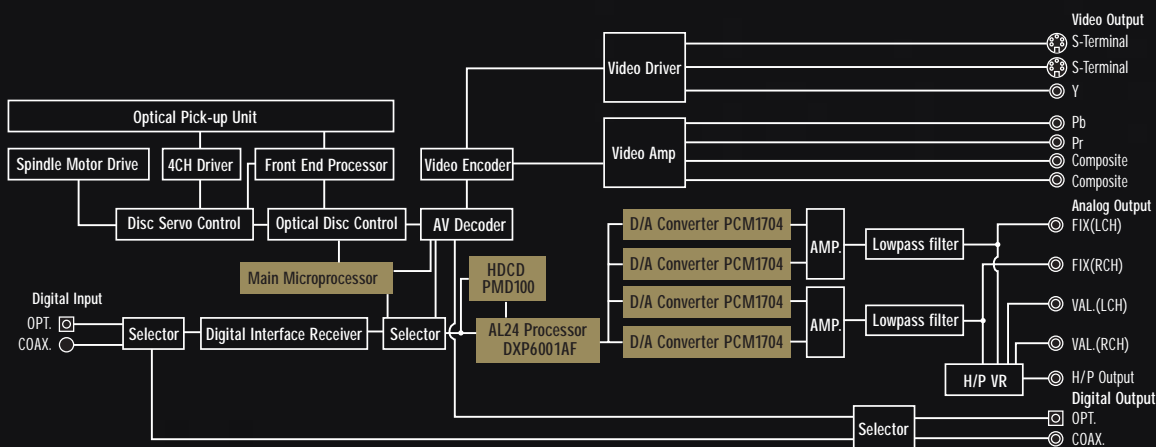 Video Output
S-Terminal
S-Terminal
Y
Video Driver
Optical Pick-up Unit
Pb
Pr
Composite
Composite
Video Amp
Spindle Motor Drive
4CH Driver
Front End Processor
Video Encoder
Analog Output
Disc Servo Control
Optical Disc Control
AV Decoder
D/A Converter PCM1704
AMP.
Lowpass filter
FIX(LCH)
D/A Converter PCM1704
FIX(RCH)
Main Microprocessor
HDCD
PMD100
Digital Input
OPT.
COAX.
Selector
Digital Interface Receiver
Selector
AL24 Processor
DXP6001AF
D/A Converter PCM1704
AMP.
Lowpass filter
VAL.(LCH)
D/A Converter PCM1704
VAL.(RCH)
H/P VR
H/P Output
Digital Output
Selector
OPT.
COAX.